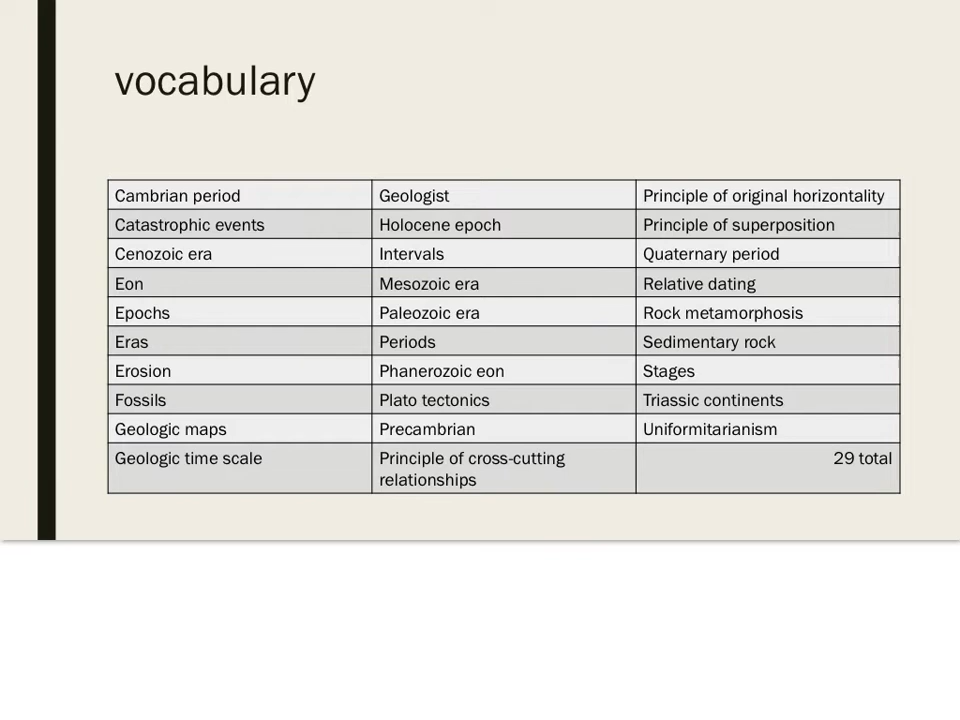 vocabulary
Cambrian period Geologist Principle of original horizontality
Catastrophic events Holocene epoch Principle of superposition
Cenozoic era Intervals Quaternary period
Eon Mesozoic era Relative dating
Epochs Paleozoic era Rock metamorphosis
Eras Periods Sedimentary rock
Erosion Phanerozoic eon Stages
Fossils Plato tectonics Triassic continents
Geologic maps Precambrian Uniformitarianism
Geologic time scale Principle of cross-cutting 29 total
relationships